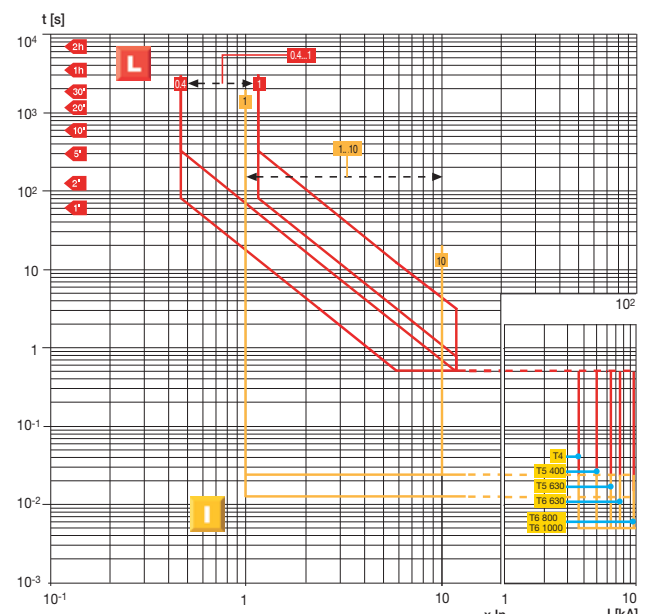 t [s]
10⁴
2h
L
0.4...1
1h
0.4
1
30'
1
20'
10³
10'
1...10
5'
2'
10²
1'
10
10
10²
1
10⁻¹
T4
T5 400
T5 630
10⁻²
I
T6 630
T6 800
T6 1000
10⁻³
10⁻¹
1
10
1
10
x In
I [kA]